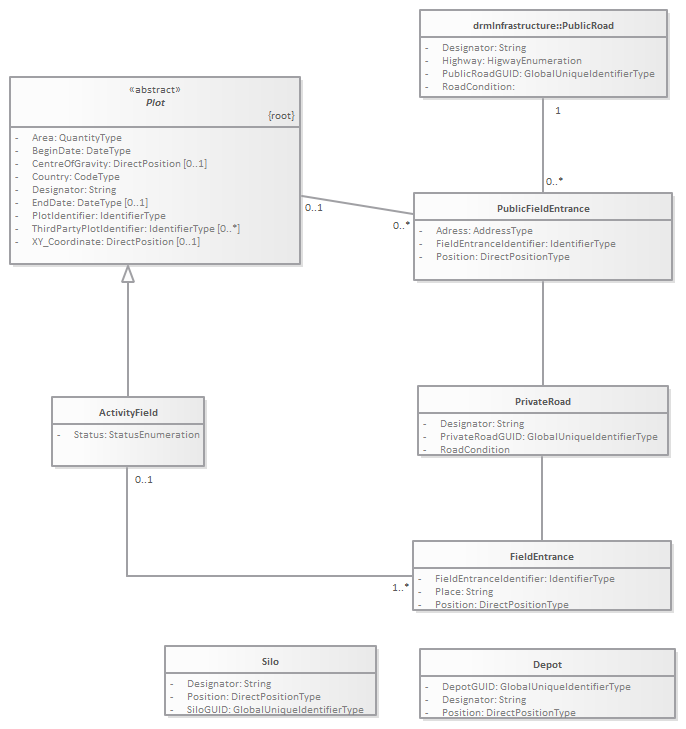 drmInfrastructure::PublicRoad
- Designator: String
- Highway: HigwayEnumeration
- PublicRoadGUID: GlobalUniqueIdentifierType
- RoadCondition:
«abstract»
Plot
{root}
- Area: QuantityType
- BeginDate: DateType
- CentreOfGravity: DirectPosition [0..1]
- Country: CodeType
- Designator: String
- EndDate: DateType [0..1]
- PlotIdentifier: IdentifierType
- ThirdPartyPlotIdentifier: IdentifierType [0..*]
- XY_Coordinate: DirectPosition [0..1]
1
0..*
0..1
0..*
PublicFieldEntrance
- Adress: AddressType
- FieldEntranceIdentifier: IdentifierType
- Position: DirectPositionType
ActivityField
- Status: StatusEnumeration
0..1
PrivateRoad
- Designator: String
- PrivateRoadGUID: GlobalUniqueIdentifierType
- RoadCondition
1..*
FieldEntrance
- FieldEntranceIdentifier: IdentifierType
- Place: String
- Position: DirectPositionType
Silo
- Designator: String
- Position: DirectPositionType
- SiloGUID: GlobalUniqueIdentifierType
Depot
- DepotGUID: GlobalUniqueIdentifierType
- Designator: String
- Position: DirectPositionType